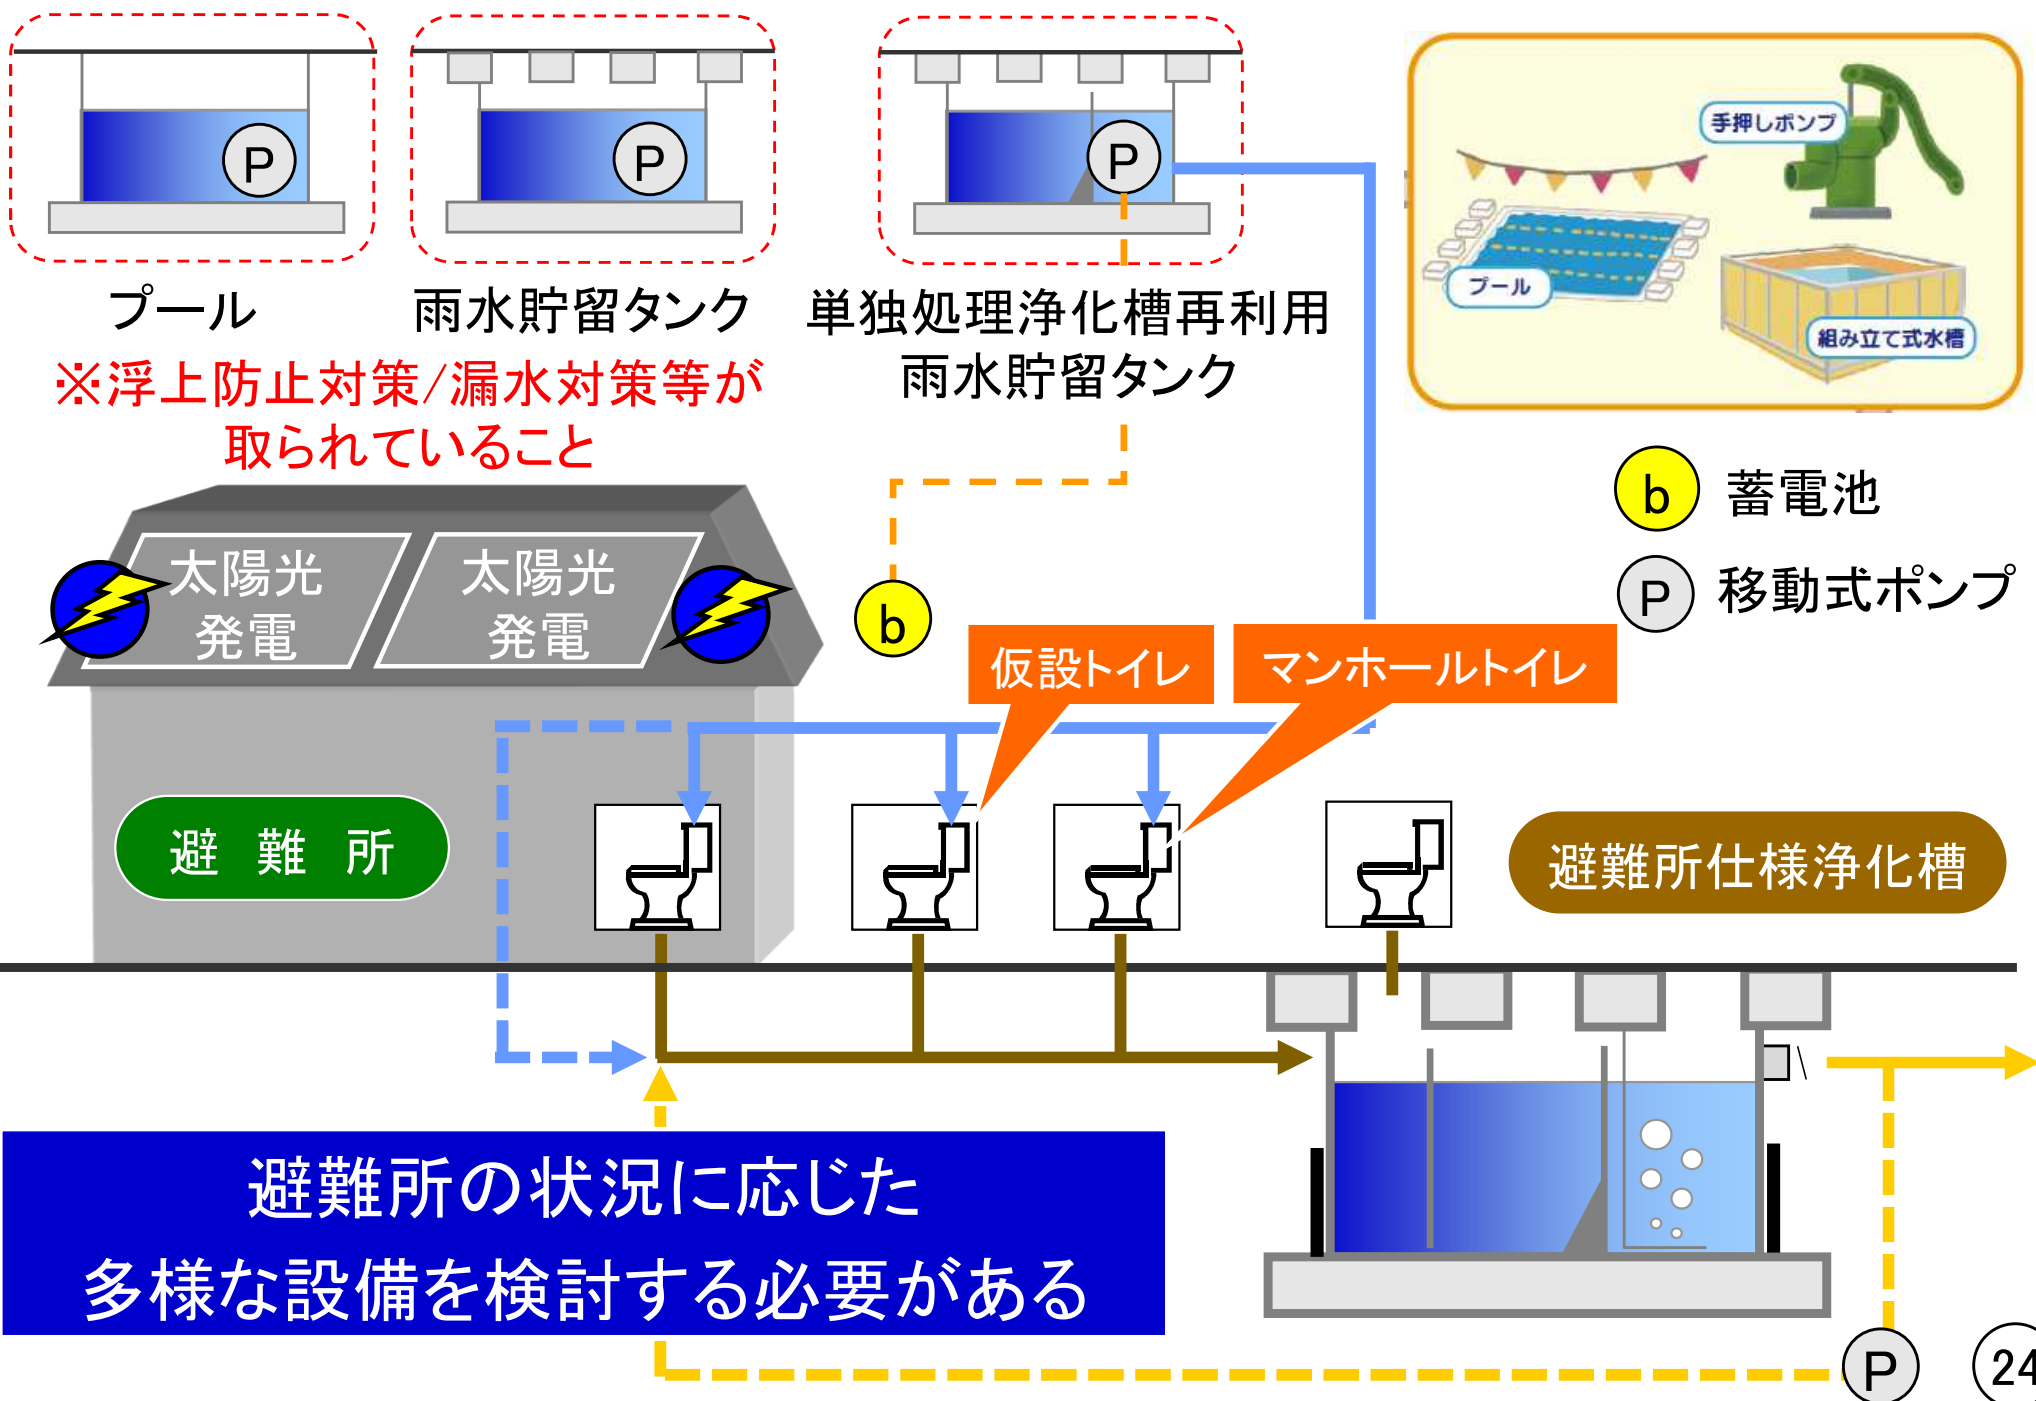 P
P
P
プール
雨水貯留タンク
単独処理浄化槽再利用
雨水貯留タンク
※浮上防止対策/漏水対策等が
取られていること
手押しポンプ
プール
組み立て式水槽
b 蓄電池
P 移動式ポンプ
太陽光
発電
太陽光
発電
b
仮設トイレ
マンホールトイレ
避 難 所
避難所仕様浄化槽
避難所の状況に応じた
多様な設備を検討する必要がある
P
24